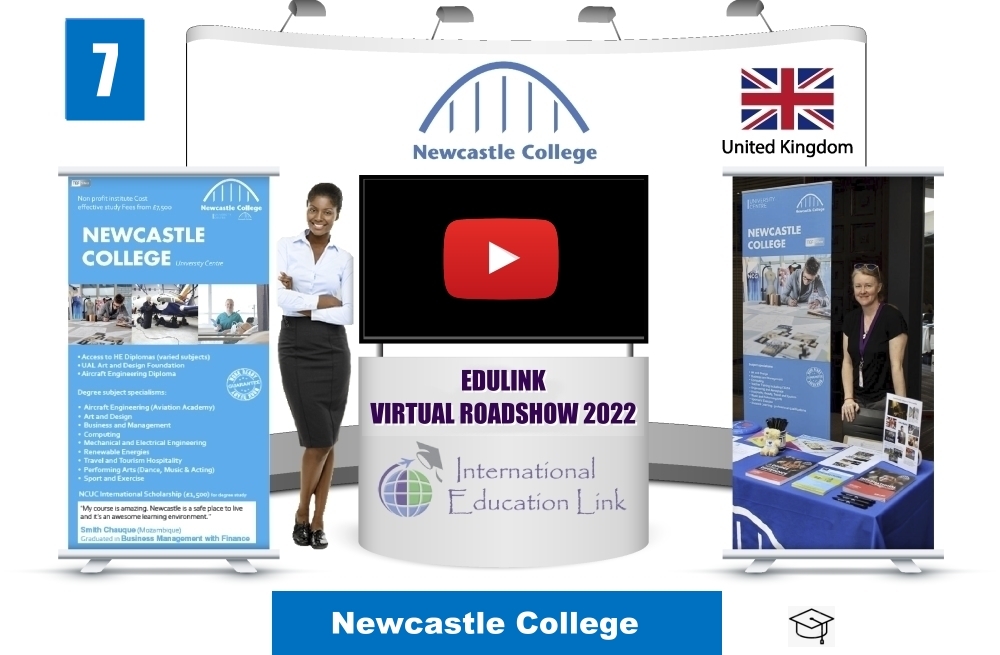 7
Newcastle College
United Kingdom
Non profit institute Cost
effective study Fees from £7,500
Newcastle College
NEWCASTLE
COLLEGE University Centre
• Access to HE Diplomas (varied subjects)
• UAL Art and Design Foundation
• Aircraft Engineering Diploma
Degree subject specialisms:
• Aircraft Engineering (Aviation Academy)
• Art and Design
• Business and Management
• Computing
• Mechanical and Electrical Engineering
• Renewable Energies
• Travel and Tourism Hospitality
• Performing Arts (Dance, Music & Acting)
• Sport and Exercise
NCUC International Scholarship (£1,500) for degree study
"My course is amazing. Newcastle is a safe place to live
and it's an awesome learning environment."
Smith Chauque (Mozambique)
Graduated in Business Management with Finance
EDULINK
VIRTUAL ROADSHOW 2022
International
Education Link
Newcastle College
NEWCASTLE
COLLEGE
Newcastle College